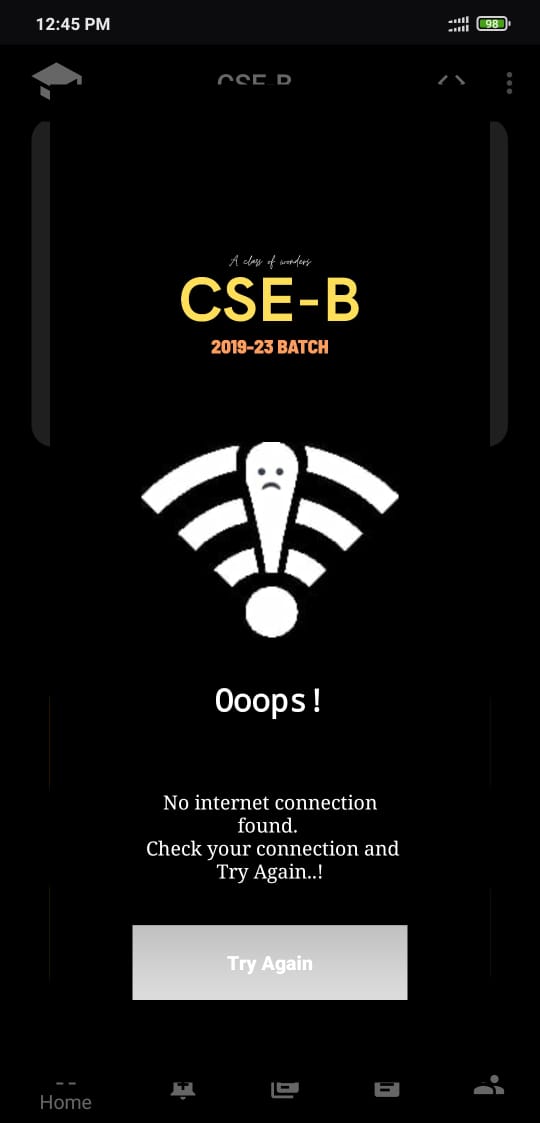 12:45 PM
98
CSE-B
A class of wonders
CSE-B
2019-23 BATCH
Ooops!
No internet connection
found.
Check your connection and
Try Again..!
Try Again
Home